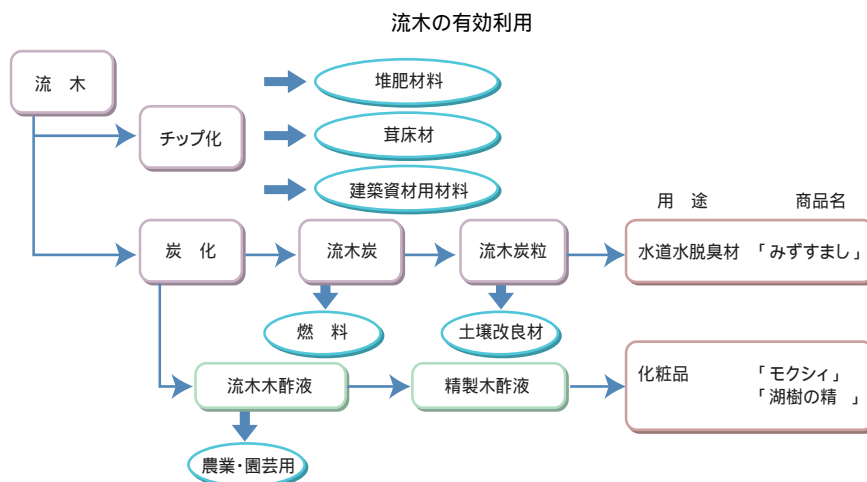 流木の有効利用
流　木
チップ化
堆肥材料
茸床材
建築資材用材料
用　途　商品名
炭　化
流木炭
流木炭粒
水道水脱臭材　「みずすまし」
燃　料
土壌改良材
流木木酢液
精製木酢液
化粧品　「モクシィ」
「湖樹の精　」
農業・園芸用